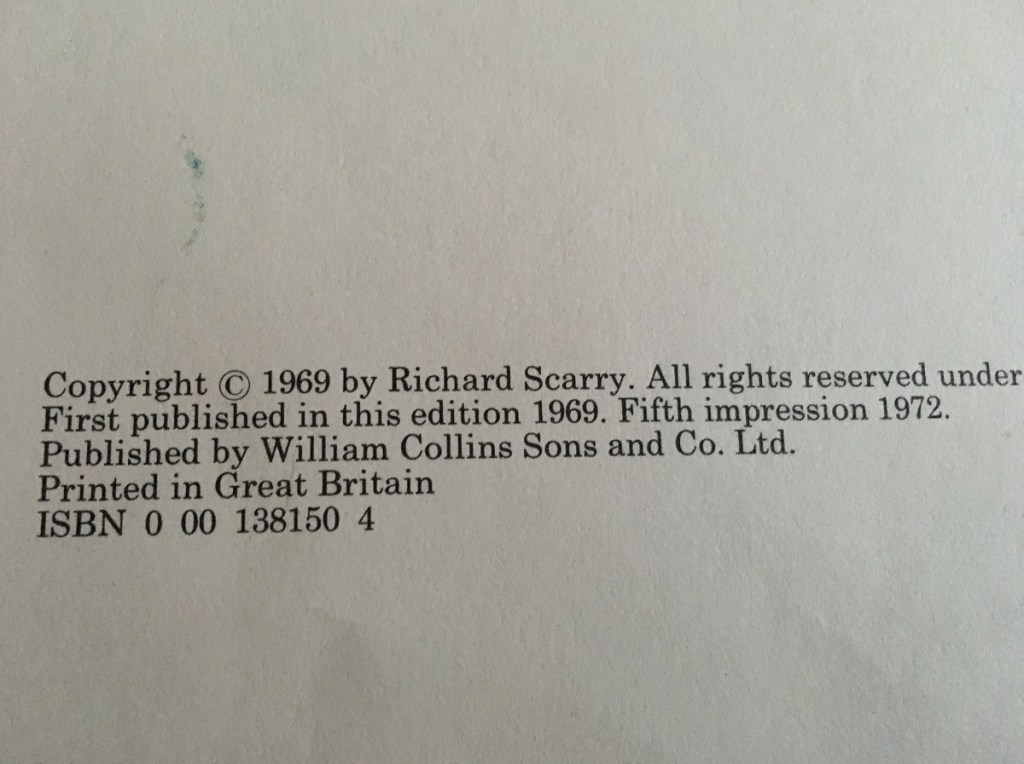 Copyright © 1969 by Richard Scarry. All rights reserved under
First published in this edition 1969. Fifth impression 1972.
Published by William Collins Sons and Co. Ltd.
Printed in Great Britain
ISBN 0 00 138150 4